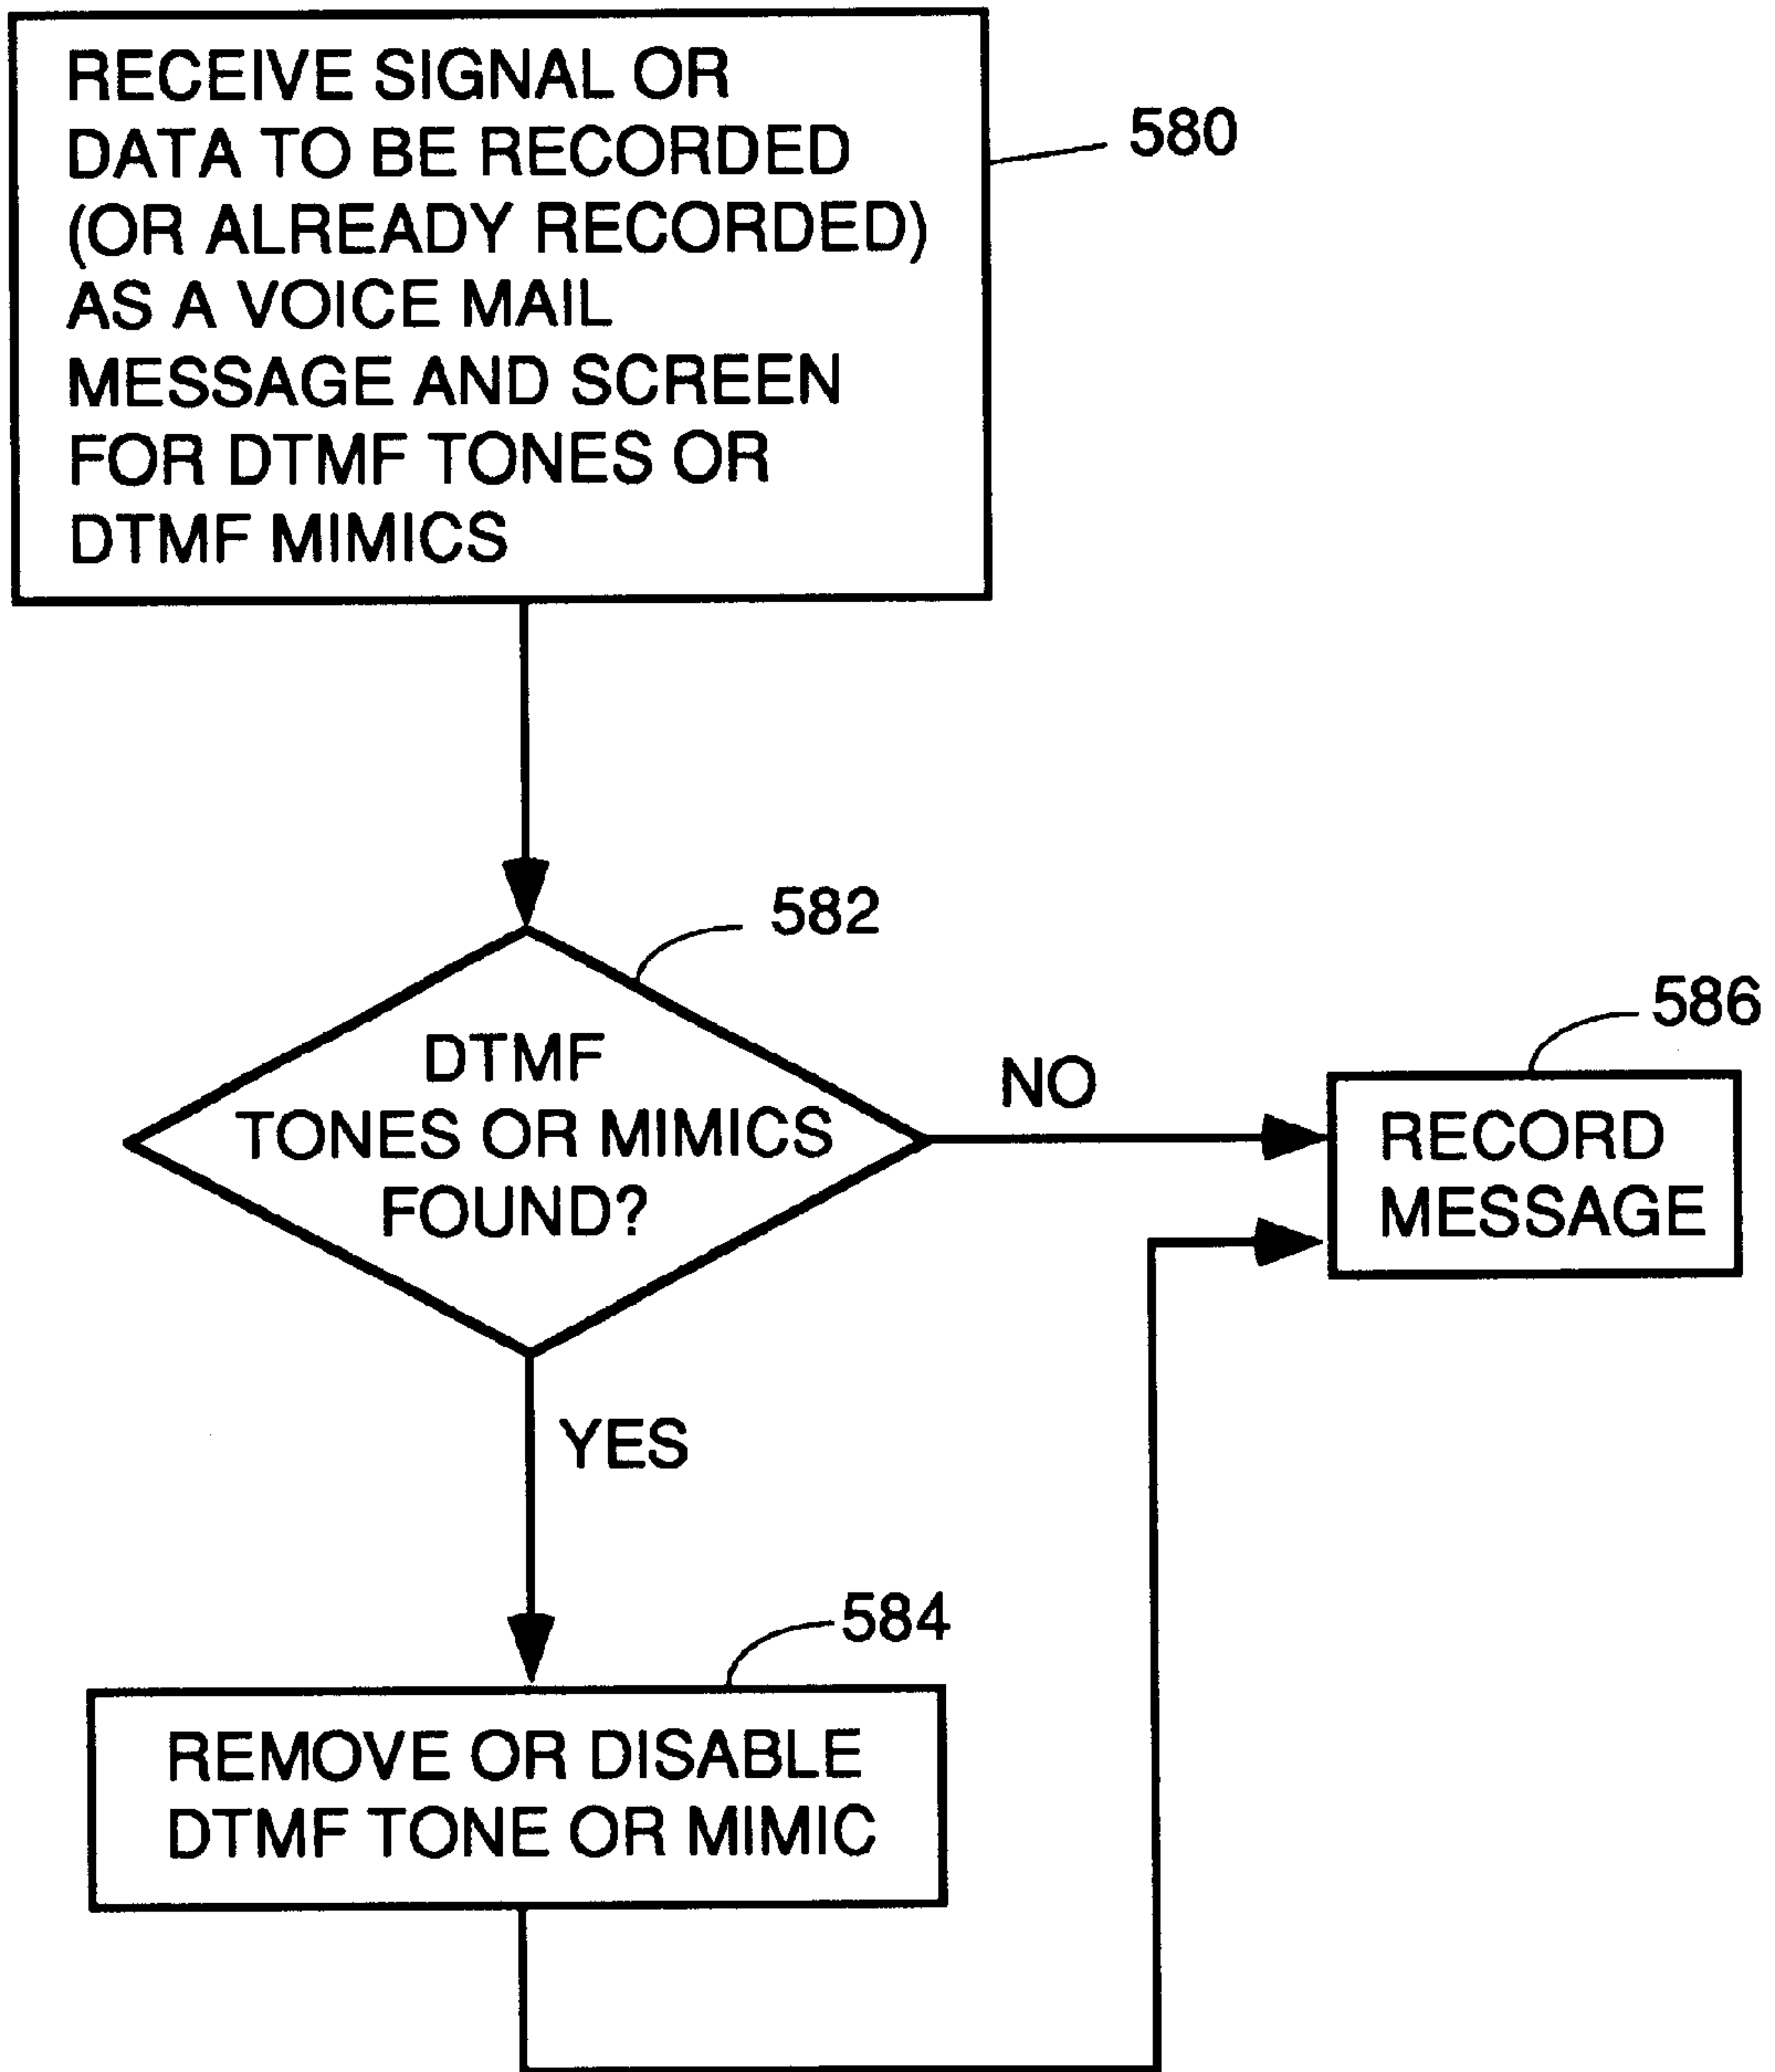 RECEIVE SIGNAL OR
DATA TO BE RECORDED
(OR ALREADY RECORDED)
AS A VOICE MAIL
MESSAGE AND SCREEN
FOR DTMF TONES OR
DTMF MIMICS
580
582
DTMF
TONES OR MIMICS
FOUND?
NO
586
RECORD
MESSAGE
YES
584
REMOVE OR DISABLE
DTMF TONE OR MIMIC